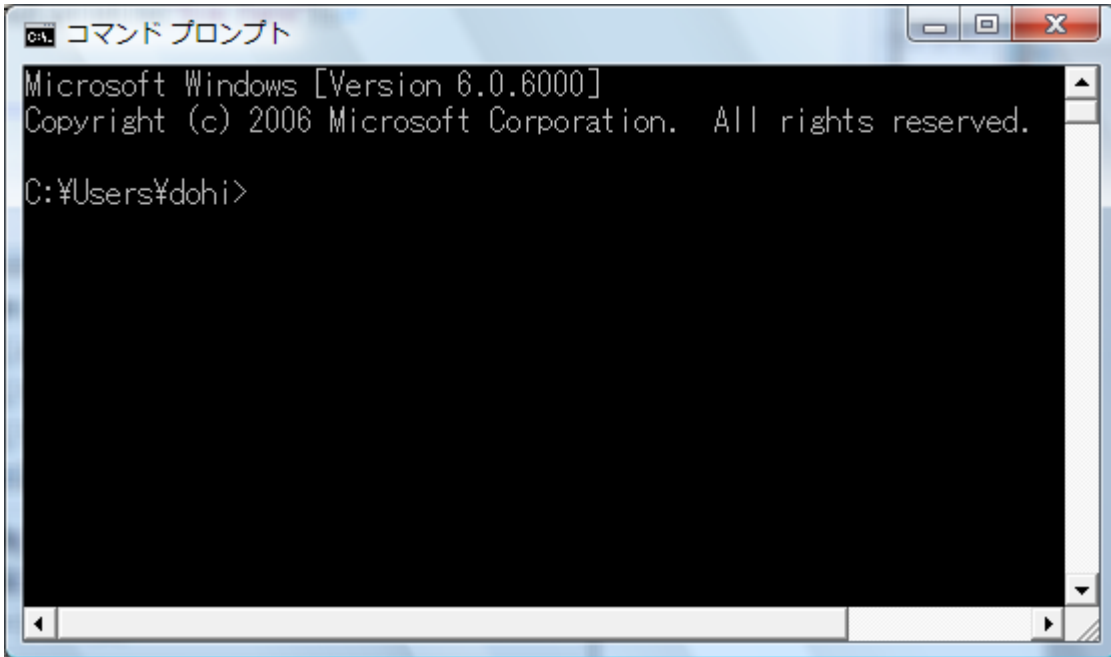 コマンド プロンプト
Microsoft Windows [Version 6.0.6000]
Copyright (c) 2006 Microsoft Corporation.  All rights reserved.
C:¥Users¥dohi>